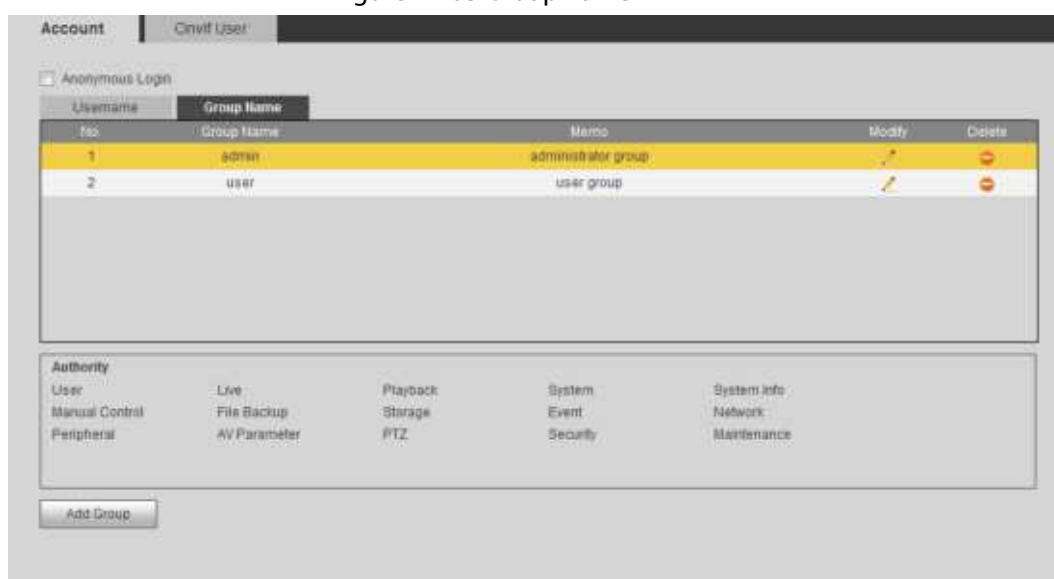 Account Onvif User
Anonymous Login
Username Group Name
No. Group Name Memo Modify Delete
1 admin administrator group
2 user user group
Authority
User Live Playback System System Info
Manual Control File Backup Storage Event Network
Peripheral AV Parameter PTZ Security Maintenance
Add Group